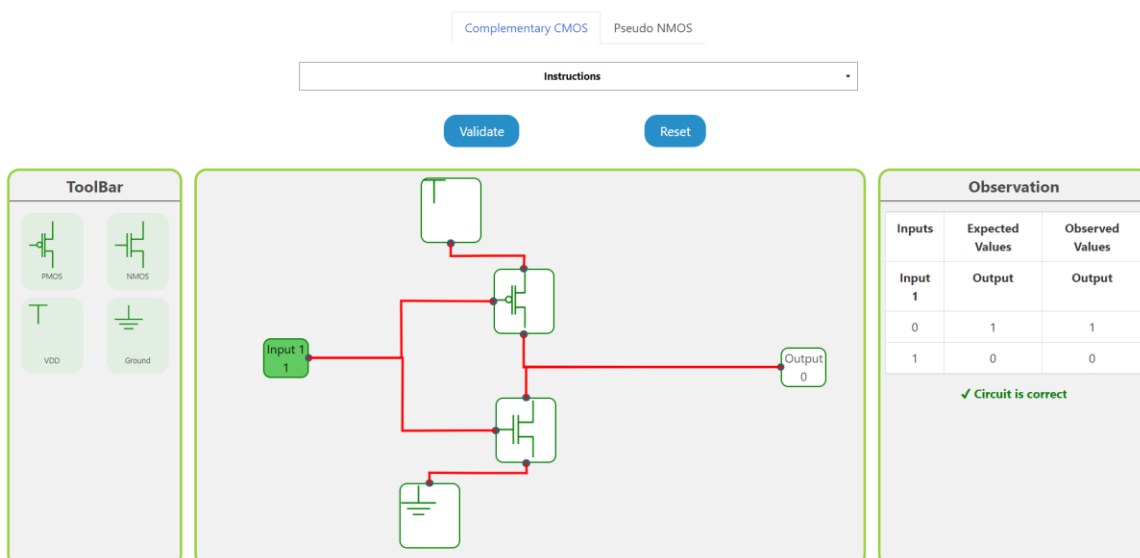 Complementary CMOS
Pseudo NMOS
Instructions
Validate
Reset
ToolBar
PMOS
NMOS
VDD
Ground
Input 1
1
Output
0
Observation
Inputs Expected Values Observed Values
Input 1 Output Output
0 1 1
1 0 0
✓ Circuit is correct